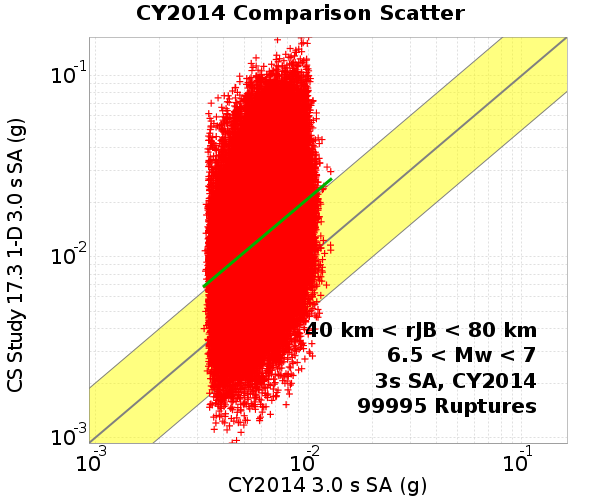 CY2014 Comparison Scatter
CS Study 17.3 1-D 3.0 s SA (g)
10-1
10-2
10-3
40 km < rJB < 80 km
6.5 < Mw < 7
3s SA, CY2014
99995 Ruptures
10-3
10-2
10-1
CY2014 3.0 s SA (g)